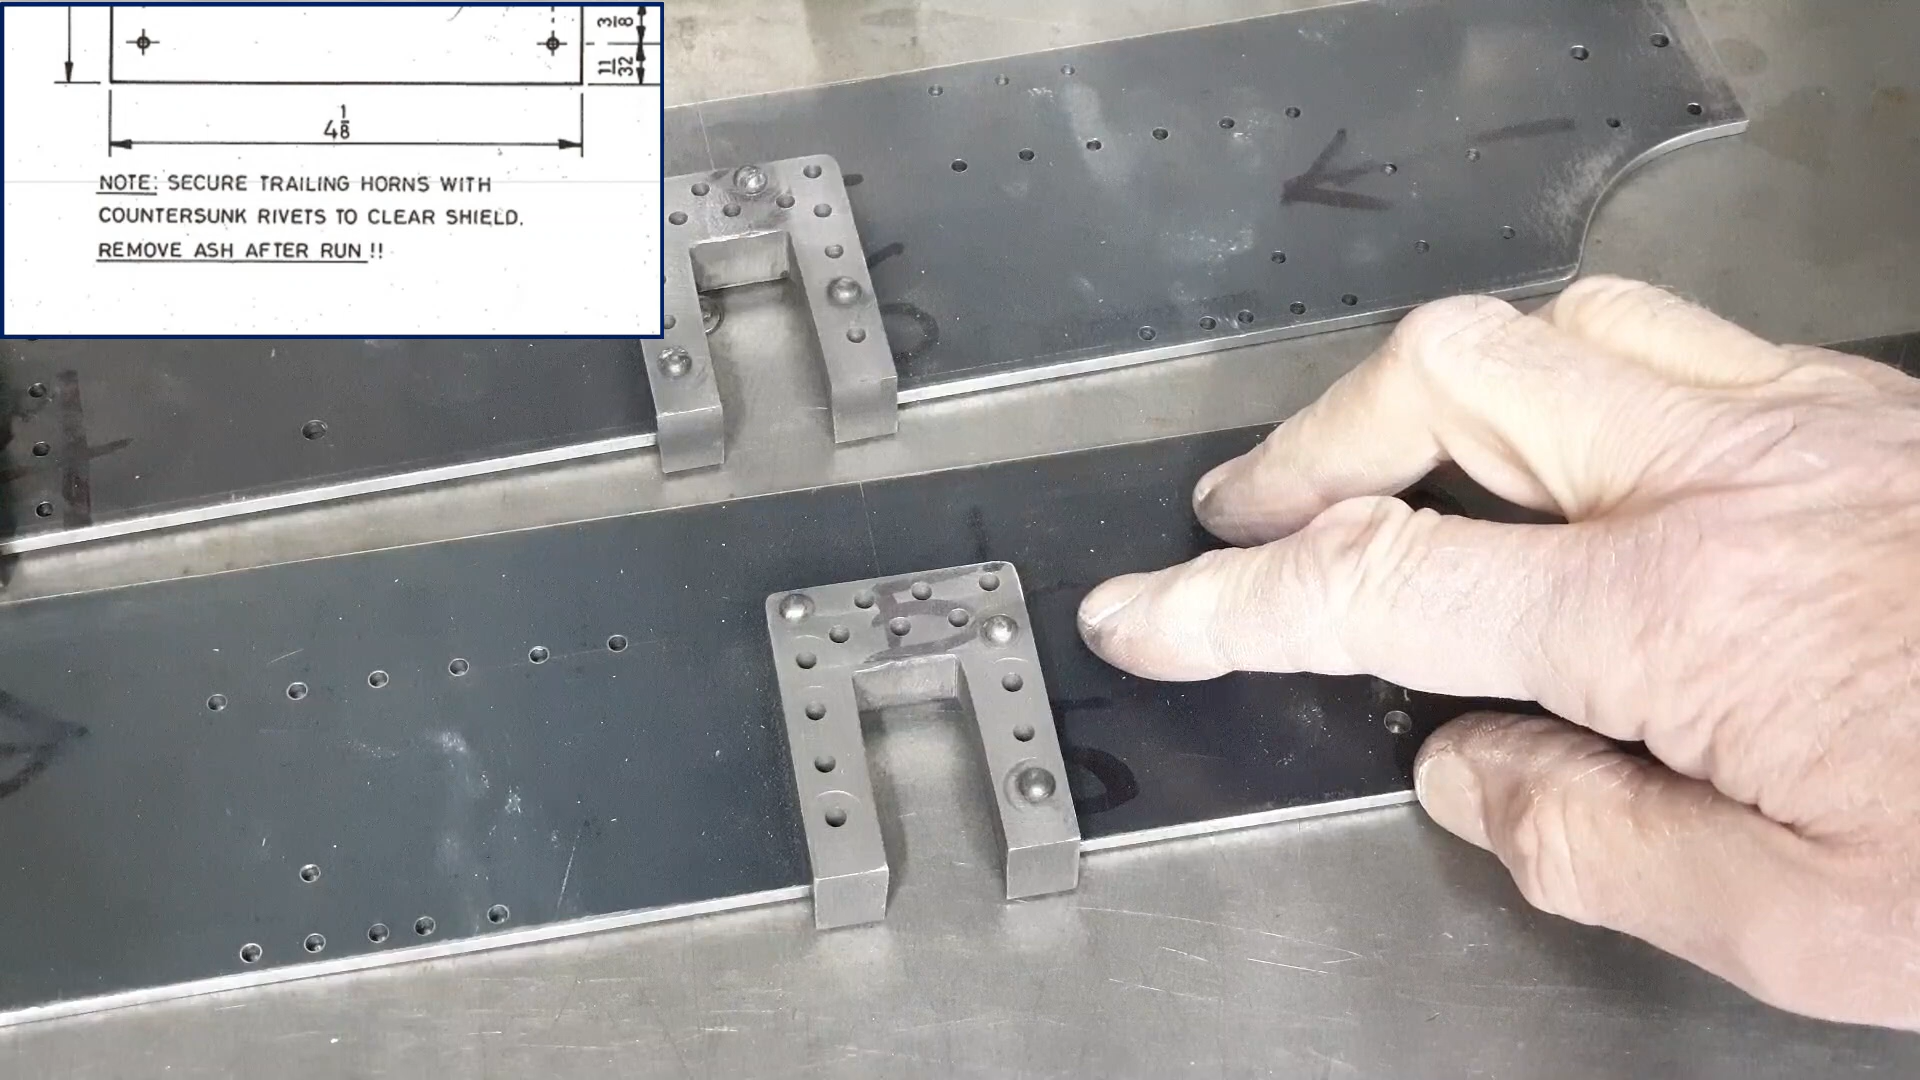 3/8
11/32
4 1/8
NOTE: SECURE TRAILING HORNS WITH
COUNTERSUNK RIVETS TO CLEAR SHIELD.
REMOVE ASH AFTER RUN !!